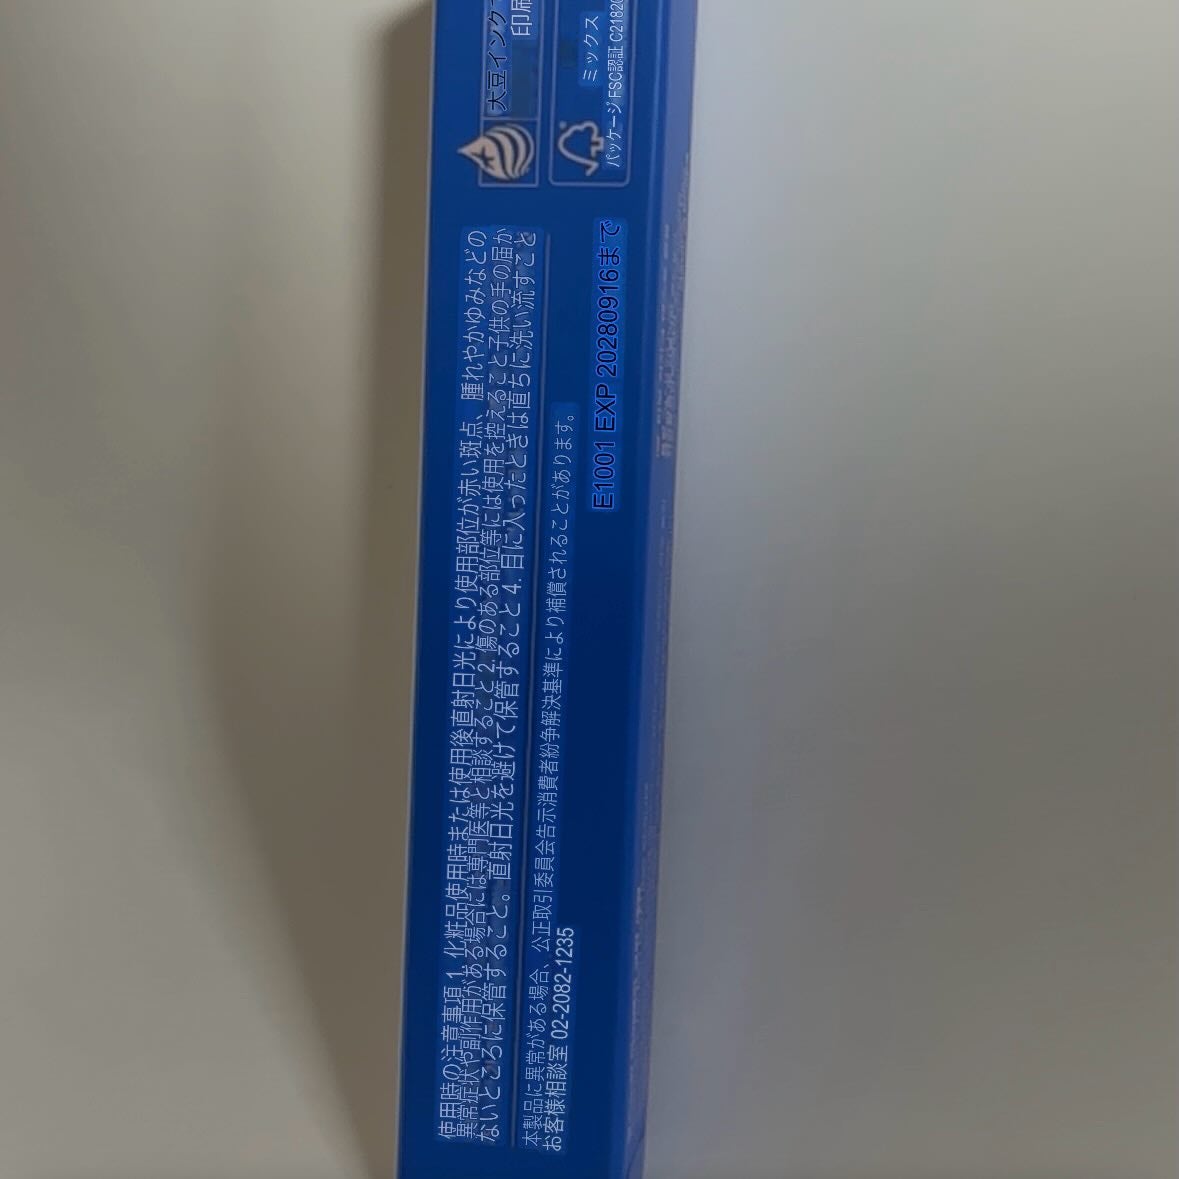 大豆インク
印刷
ミックス
パッケージ FSC認証 C21820
使用時の注意事項 1. 化粧品使用時または使用後直射日光により使用部位が赤い斑点、腫れやかゆみなどの
異常症状や副作用がある場合には専門医等と相談すること 2. 傷のある部位等には使用を控えること 子供の手の届か
ないところに保管すること。直射日光を避けて保管すること 4. 目に入ったときは直ちに洗い流すこと
本製品に異常がある場合、公正取引委員会告示消費者紛争解決基準により補償されることがあります。
お客様相談室 02-2082-1235
E1001 EXP 20280916まで